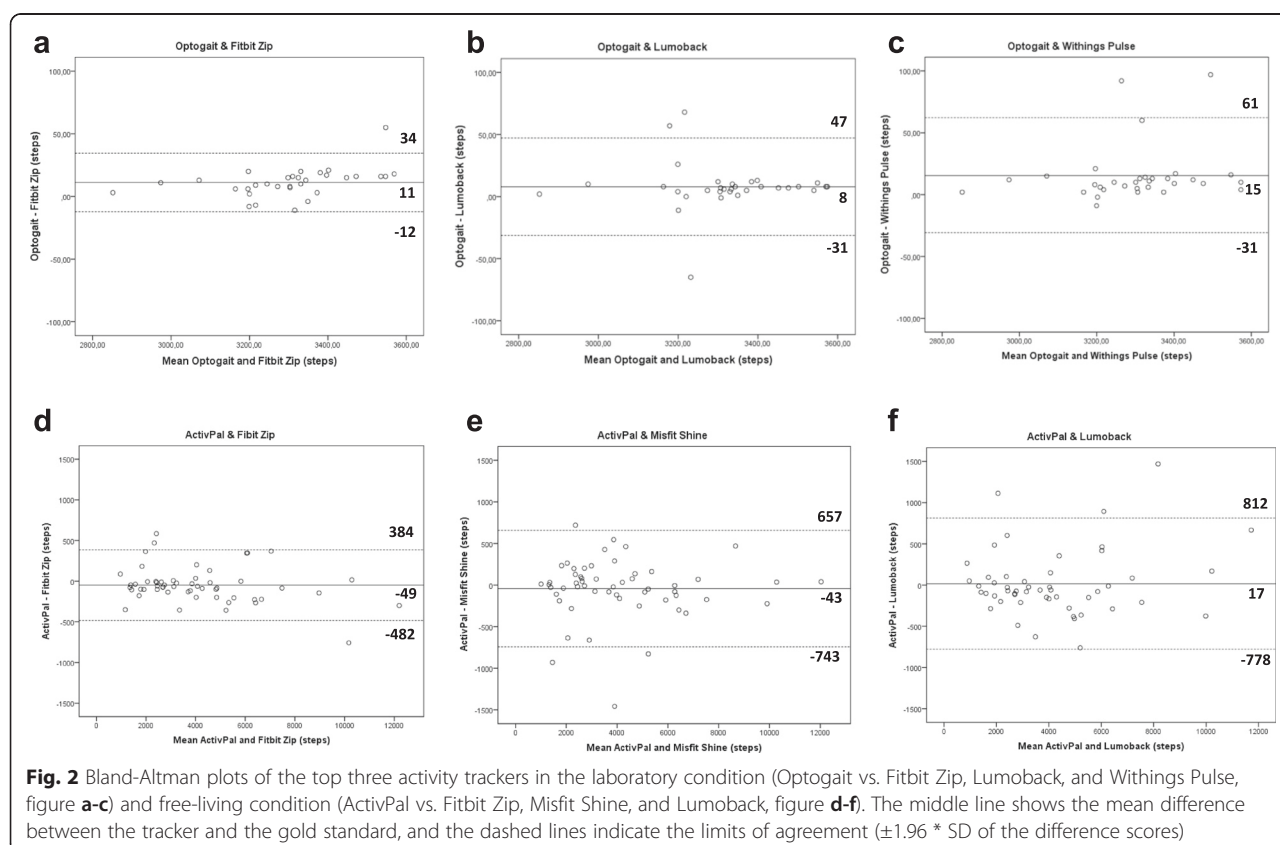 a
Optogait & Fitbit Zip
100,00
50,00
,00
-50,00
-100,00
34
11
-12
Optogait - Fitbit Zip (steps)
2800,00 3000,00 3200,00 3400,00 3600,00
Mean Optogait and Fitbit Zip (steps)
b
Optogait & Lumoback
100,00
50,00
,00
-50,00
-100,00
47
8
-31
Optogait - Lumoback (steps)
2800,00 3000,00 3200,00 3400,00 3600,00
Mean Optogait and Lumoback (steps)
c
Optogait & Withings Pulse
100,00
50,00
,00
-50,00
-100,00
61
15
-31
Optogait - Withings Pulse (steps)
2800,00 3000,00 3200,00 3400,00 3600,00
Mean Optogait and Withings Pulse (steps)
d
ActivPal & Fibit Zip
1500
1000
500
0
-500
-1000
-1500
384
-49
-482
ActivPal - Fitbit Zip (steps)
0 2000 4000 6000 8000 10000 12000
Mean ActivPal and Fitbit Zip (steps)
e
ActivPal & Misfit Shine
1500
1000
500
0
-500
-1000
-1500
657
-43
-743
ActivPal - Misfit Shine (steps)
0 2000 4000 6000 8000 10000 12000
Mean ActivPal and Misfit Shine (steps)
f
ActivPal & Lumoback
1500
1000
500
0
-500
-1000
-1500
812
17
-778
ActivPal - Lumoback (steps)
0 2000 4000 6000 8000 10000 12000
Mean ActivPal and Lumoback (steps)
Fig. 2 Bland-Altman plots of the top three activity trackers in the laboratory condition (Optogait vs. Fitbit Zip, Lumoback, and Withings Pulse,
figure a-c) and free-living condition (ActivPal vs. Fitbit Zip, Misfit Shine, and Lumoback, figure d-f). The middle line shows the mean difference
between the tracker and the gold standard, and the dashed lines indicate the limits of agreement (±1.96 * SD of the difference scores)